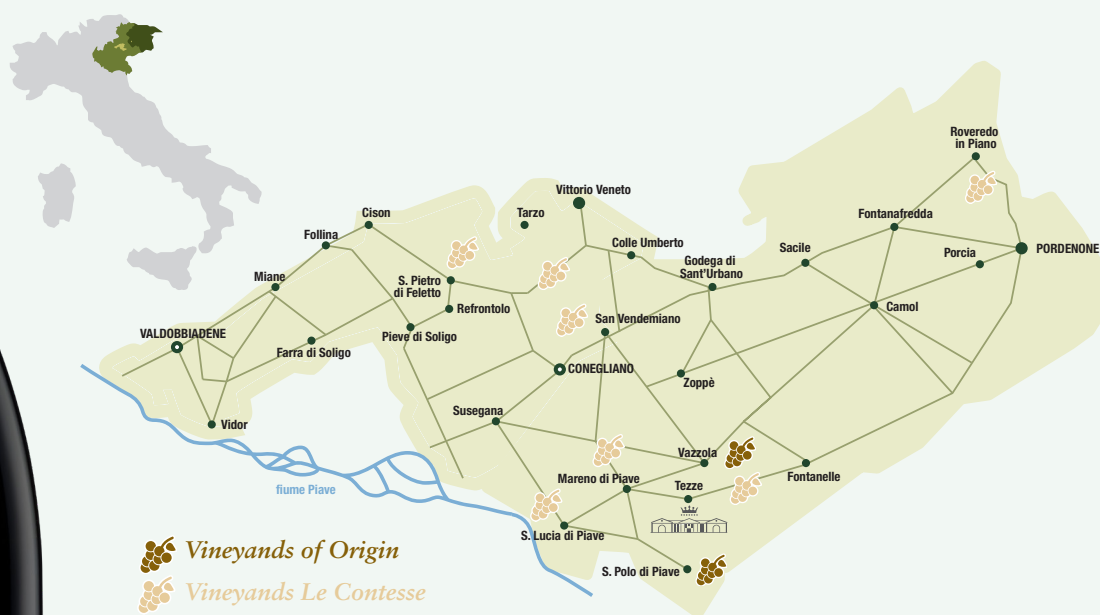 Roveredo
in Piano
Vittorio Veneto
Cison
Tarzo
Fontanafredda
Follina
Colle Umberto
Sacile
PORDENONE
Porcia
Godega di
Sant'Urbano
Miane
S. Pietro
di Feletto
Refrontolo
Camol
San Vendemiano
VALDOBBIADENE
Pieve di Soligo
Farra di Soligo
CONEGLIANO
Zoppè
Susegana
Vidor
Vazzola
Mareno di Piave
Tezze
Fontanelle
fiume Piave
S. Lucia di Piave
S. Polo di Piave
Vineyands of Origin
Vineyands Le Contesse